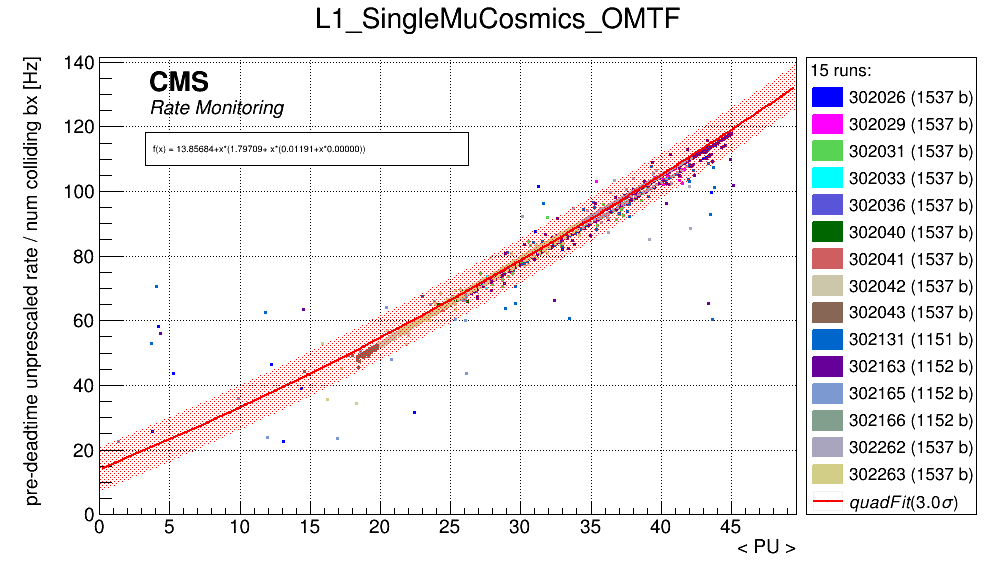 L1_SingleMuCosmics_OMTF
pre-deadtime unprescaled rate / num colliding bx [Hz]
140
120
100
80
60
40
20
0
CMS
Rate Monitoring
f(x) = 13.85684+x*(1.79709+ x*(0.01191+x*0.00000))
0 5 10 15 20 25 30 35 40 45
< PU >
15 runs:
302026 (1537 b)
302029 (1537 b)
302031 (1537 b)
302033 (1537 b)
302036 (1537 b)
302040 (1537 b)
302041 (1537 b)
302042 (1537 b)
302043 (1537 b)
302131 (1151 b)
302163 (1152 b)
302165 (1152 b)
302166 (1152 b)
302262 (1537 b)
302263 (1537 b)
quadFit(3.0σ)